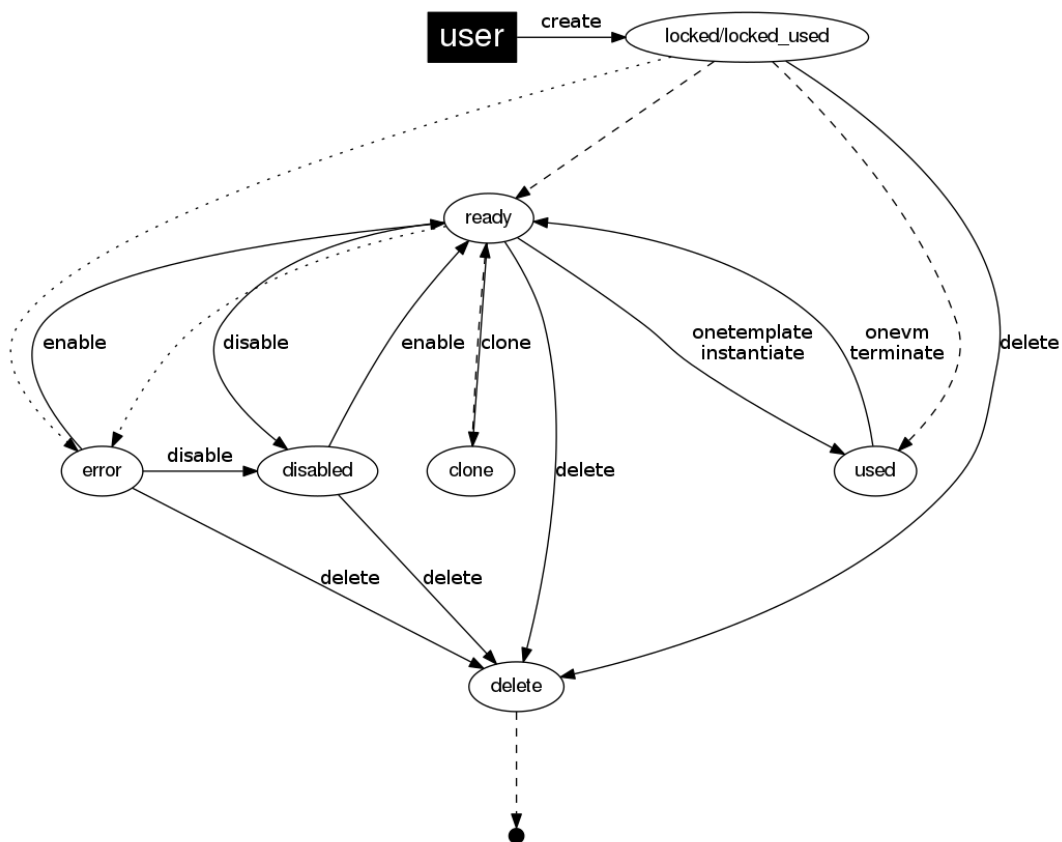 user
create
locked/locked_used
ready
enable
disable
enable
clone
onetemplate
instantiate
onevm
terminate
delete
error
disable
disabled
clone
delete
used
delete
delete
delete